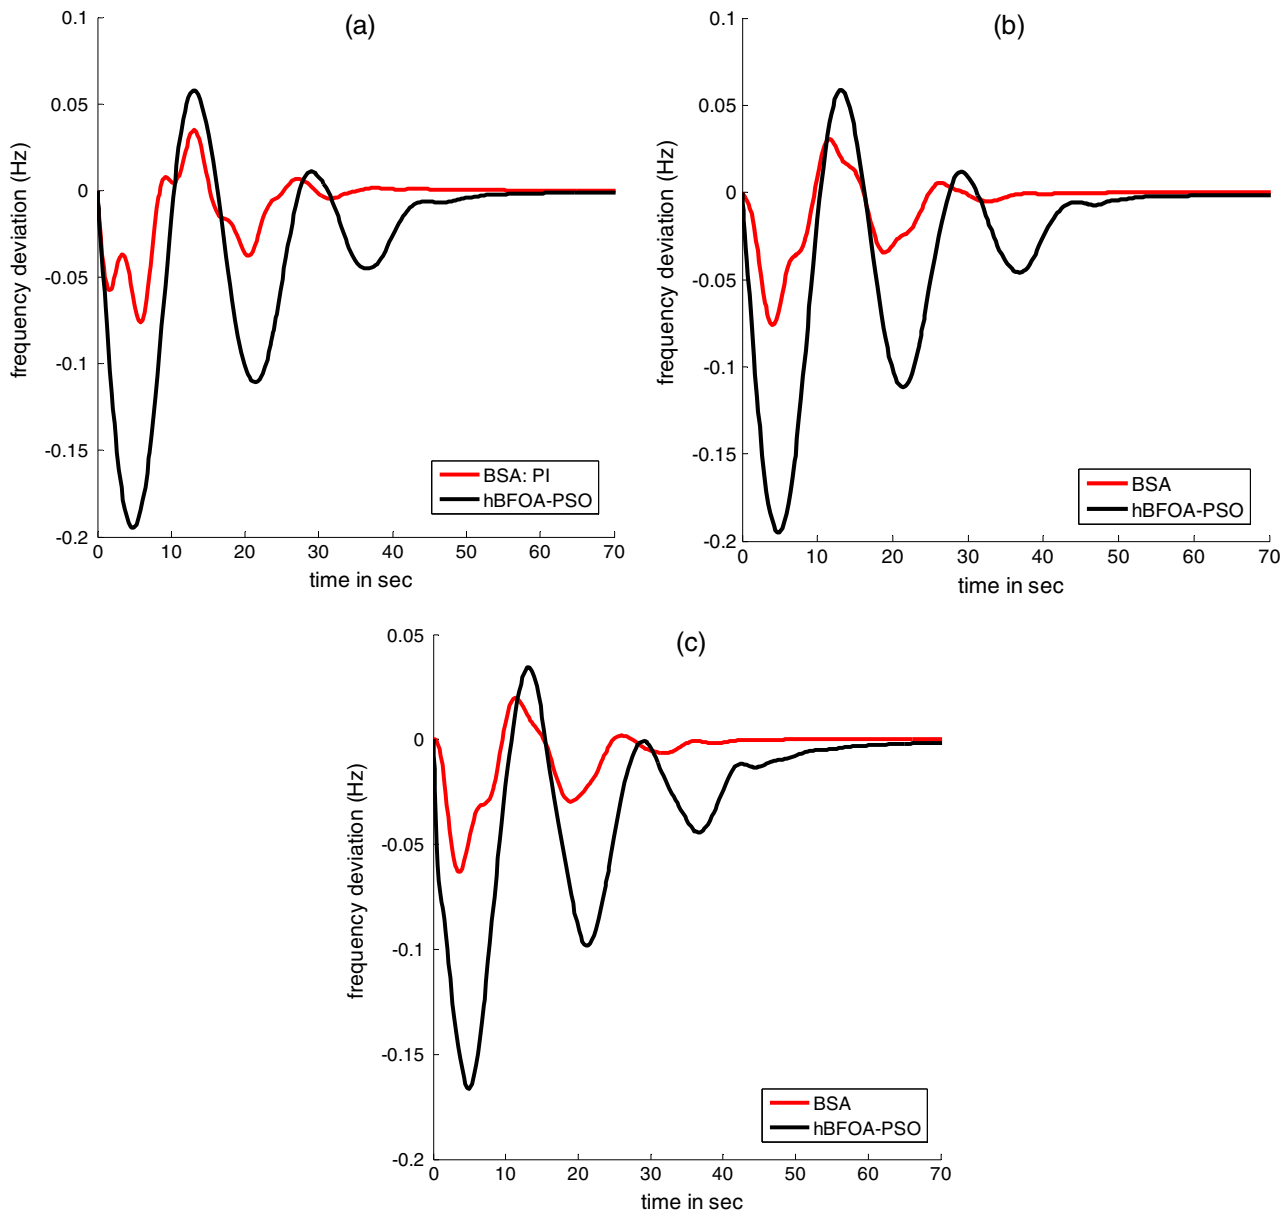 (a)
0.1
0.05
0
-0.05
-0.1
-0.15
-0.2
frequency deviation (Hz)
BSA: PI
hBFOA-PSO
0 10 20 30 40 50 60 70
time in sec
(b)
0.1
0.05
0
-0.05
-0.1
-0.15
-0.2
frequency deviation (Hz)
BSA
hBFOA-PSO
0 10 20 30 40 50 60 70
time in sec
(c)
0.05
0
-0.05
-0.1
-0.15
-0.2
frequency deviation (Hz)
BSA
hBFOA-PSO
0 10 20 30 40 50 60 70
time in sec